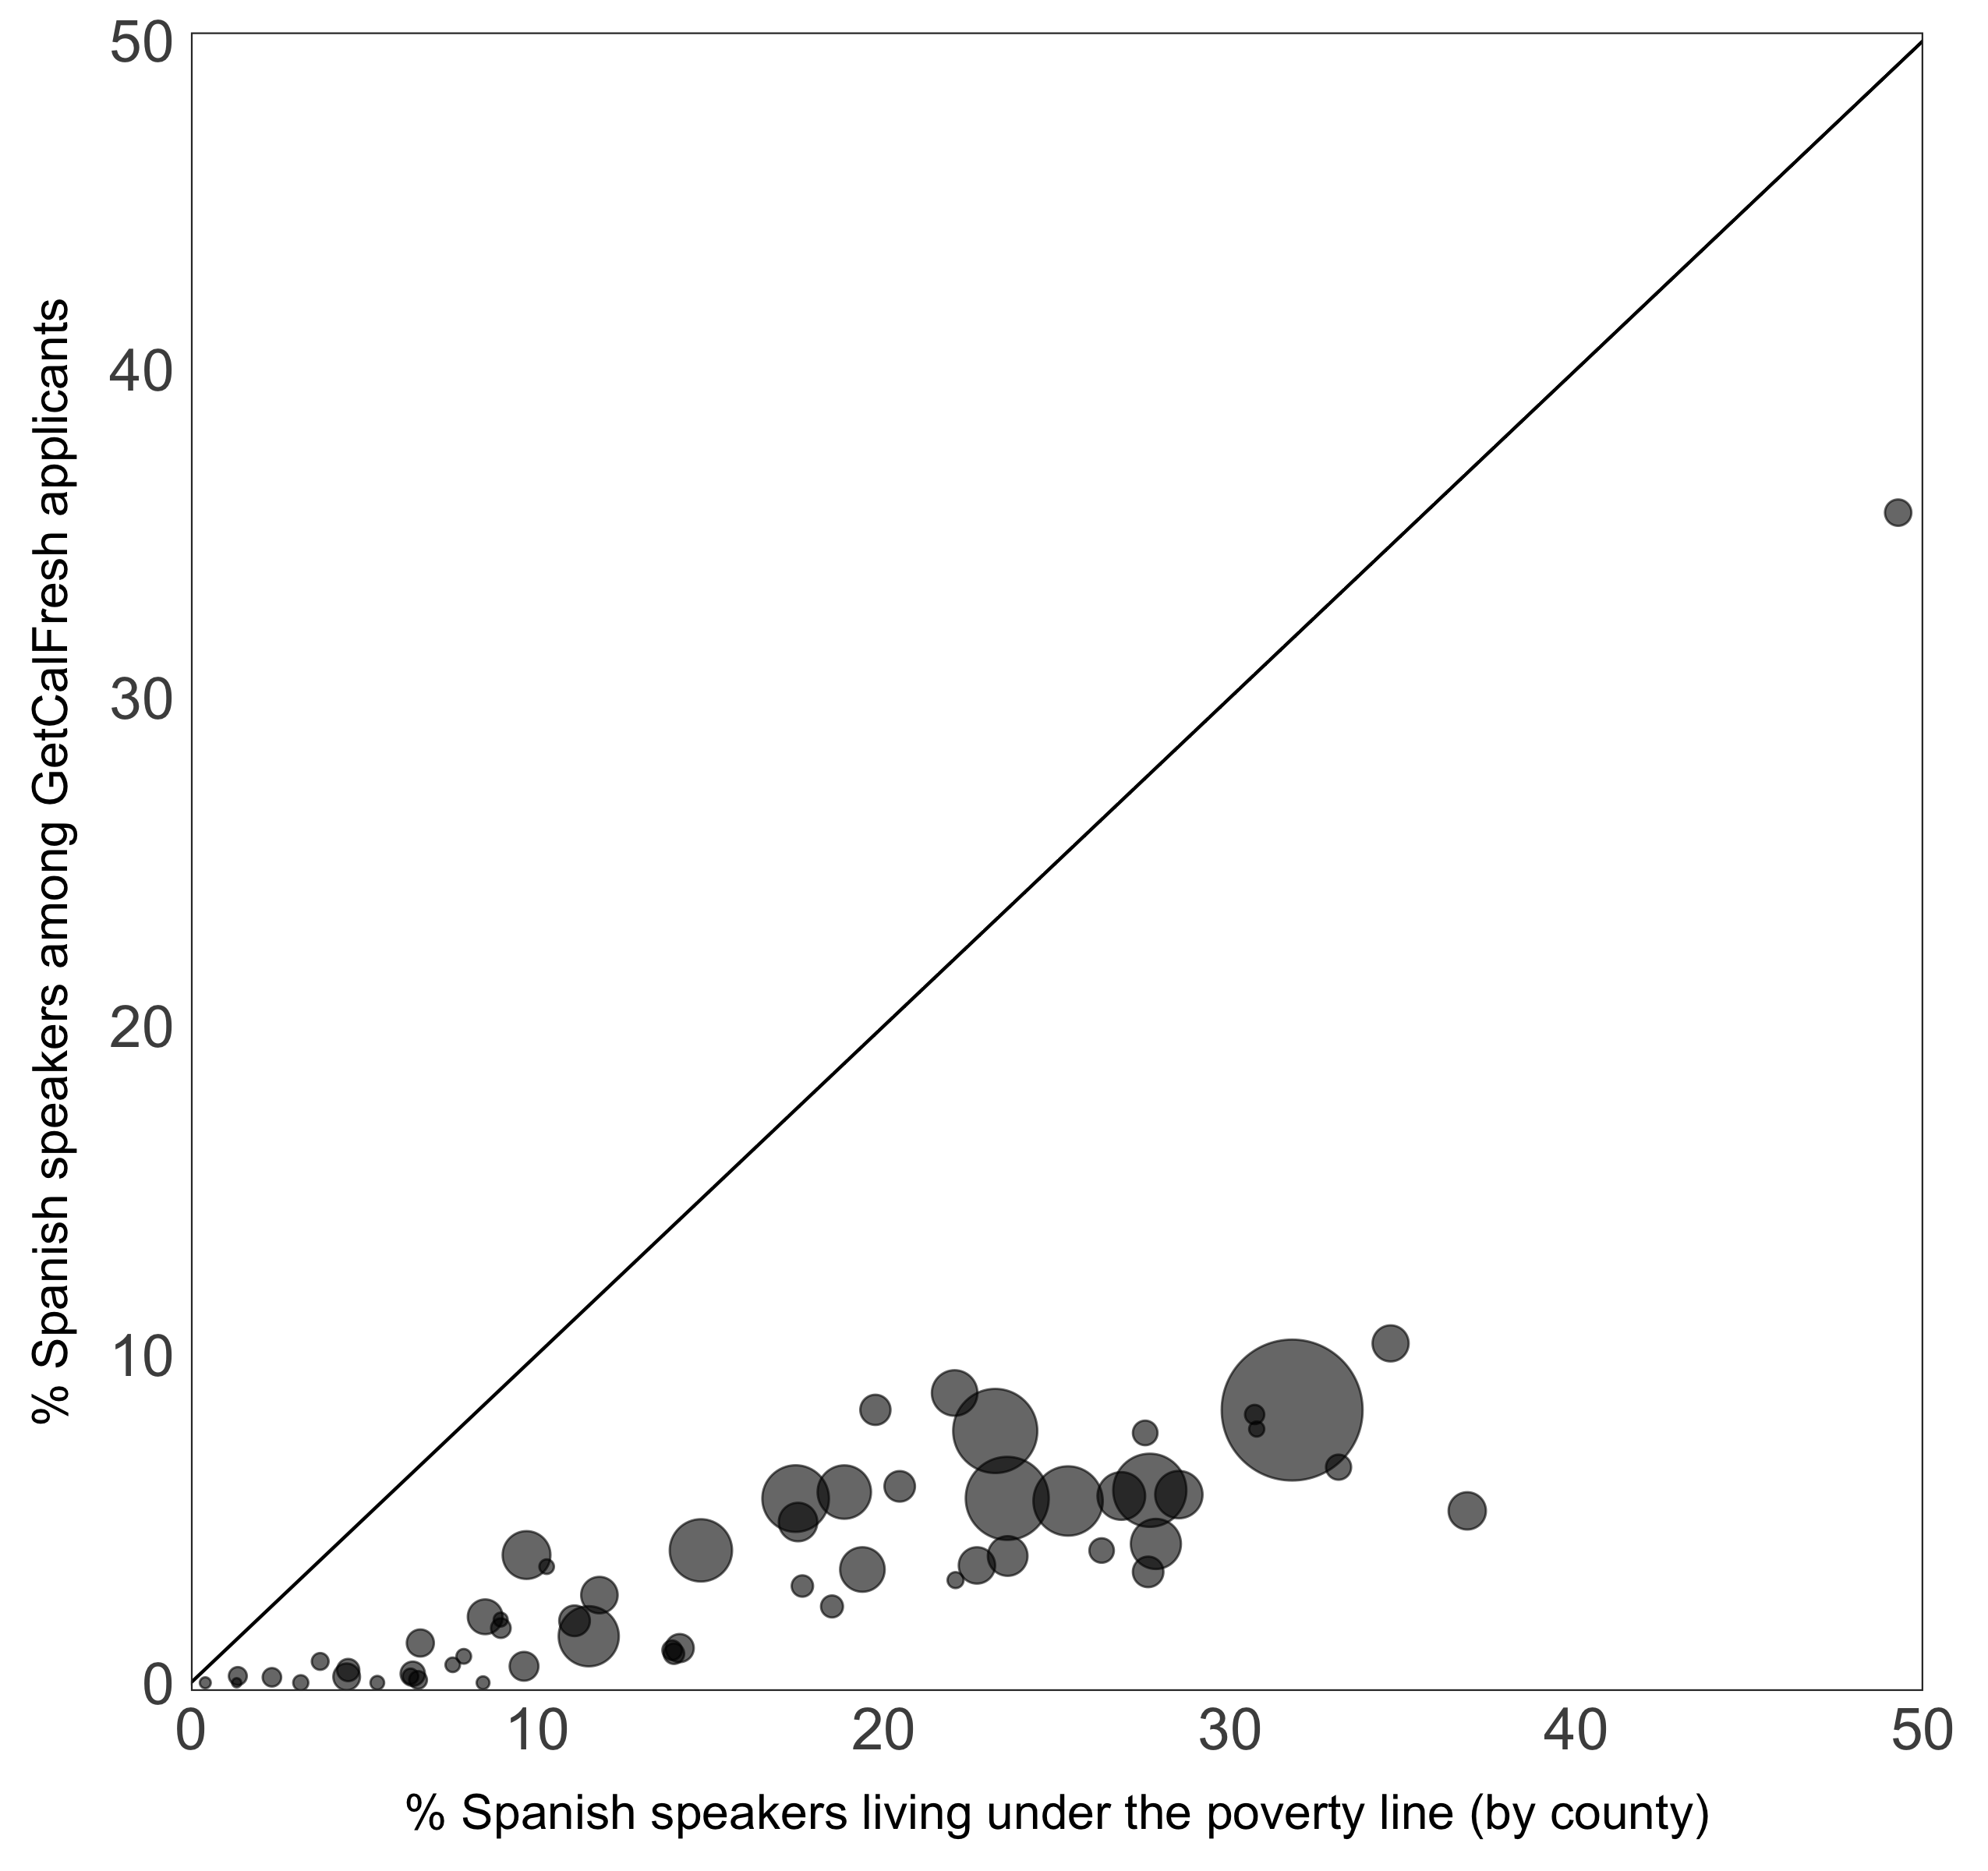 50
40
30
20
10
0
% Spanish speakers among GetCalFresh applicants
0 10 20 30 40 50
% Spanish speakers living under the poverty line (by county)